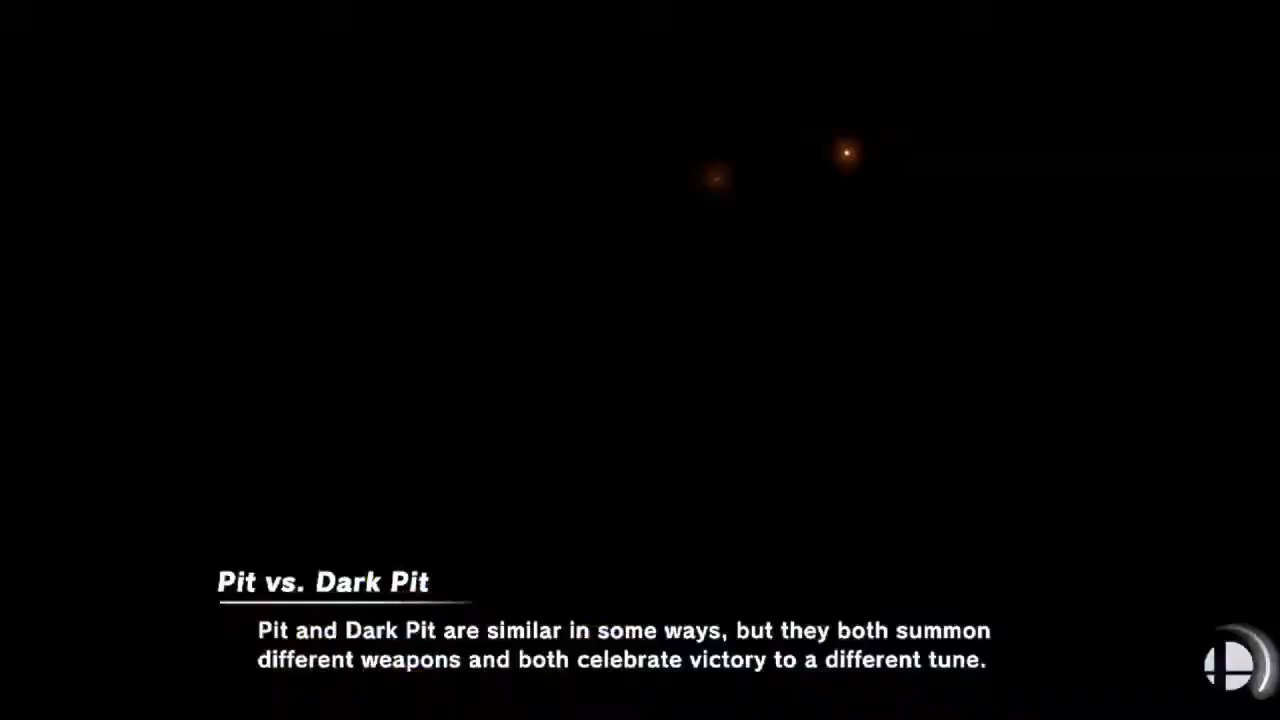 Pit vs. Dark Pit
Pit and Dark Pit are similar in some ways, but they both summon
different weapons and both celebrate victory to a different tune.